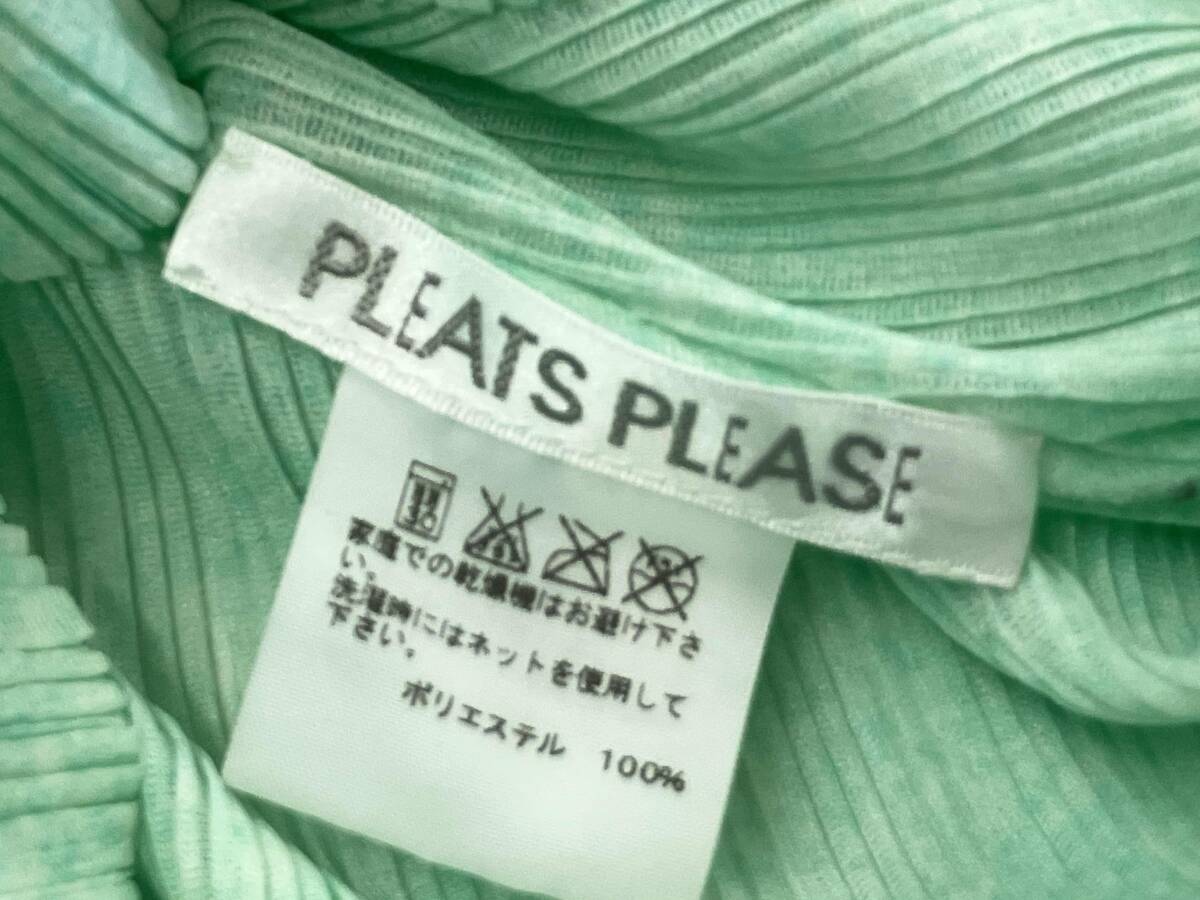 PLEATS PLEASE
家庭での乾燥機はお避け下さ
い。
洗濯時にはネットを使用して
下さい。
ポリエステル 100%